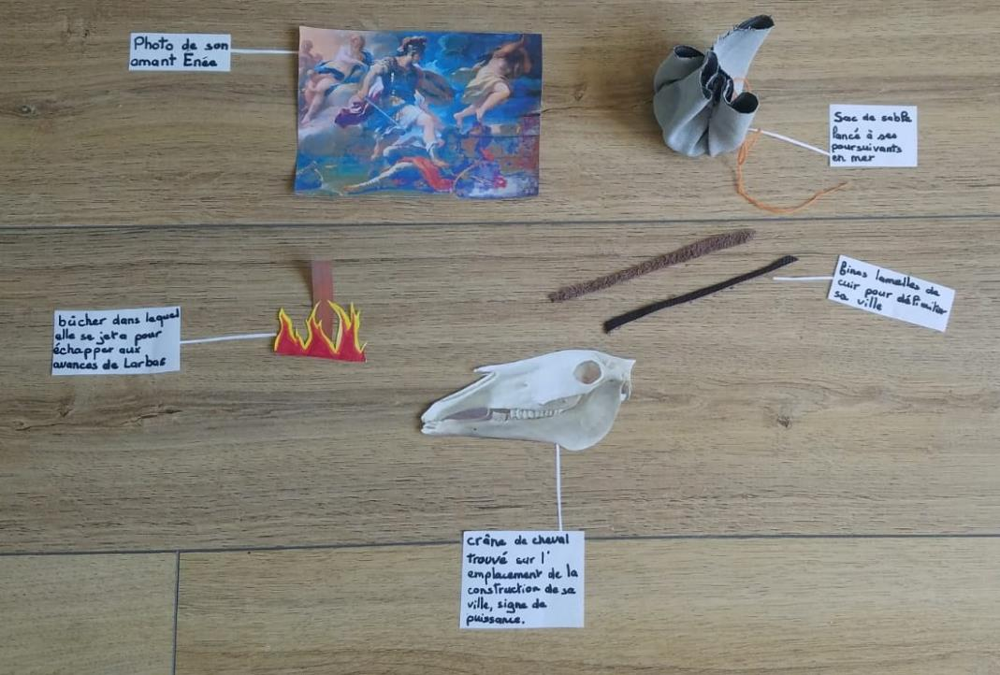 Photo de son
amant Enée
Sac de sable
lancé à ses
poursuivants
en mer
fines lamelles de
cuir pour délimiter
sa ville
bûcher dans lequel
elle se jeta pour
échapper aux
avances de Larbas
crâne de cheval
trouvé sur l'
emplacement de la
construction de sa
ville, signe de
puissance.